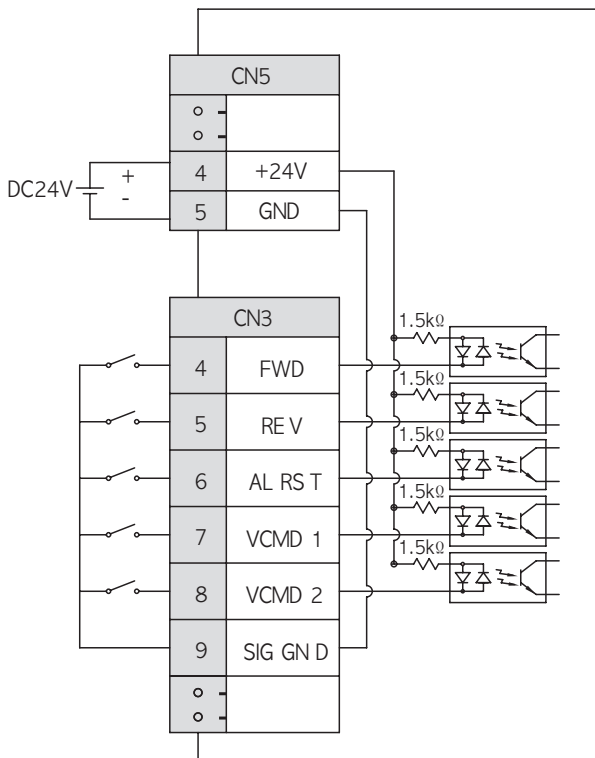 CN5
DC24V
+
-
4 +24V
5 GND
CN3
4 FWD
5 REV
6 AL RST
7 VCMD 1
8 VCMD 2
9 SIG GND
1.5kΩ
1.5kΩ
1.5kΩ
1.5kΩ
1.5kΩ